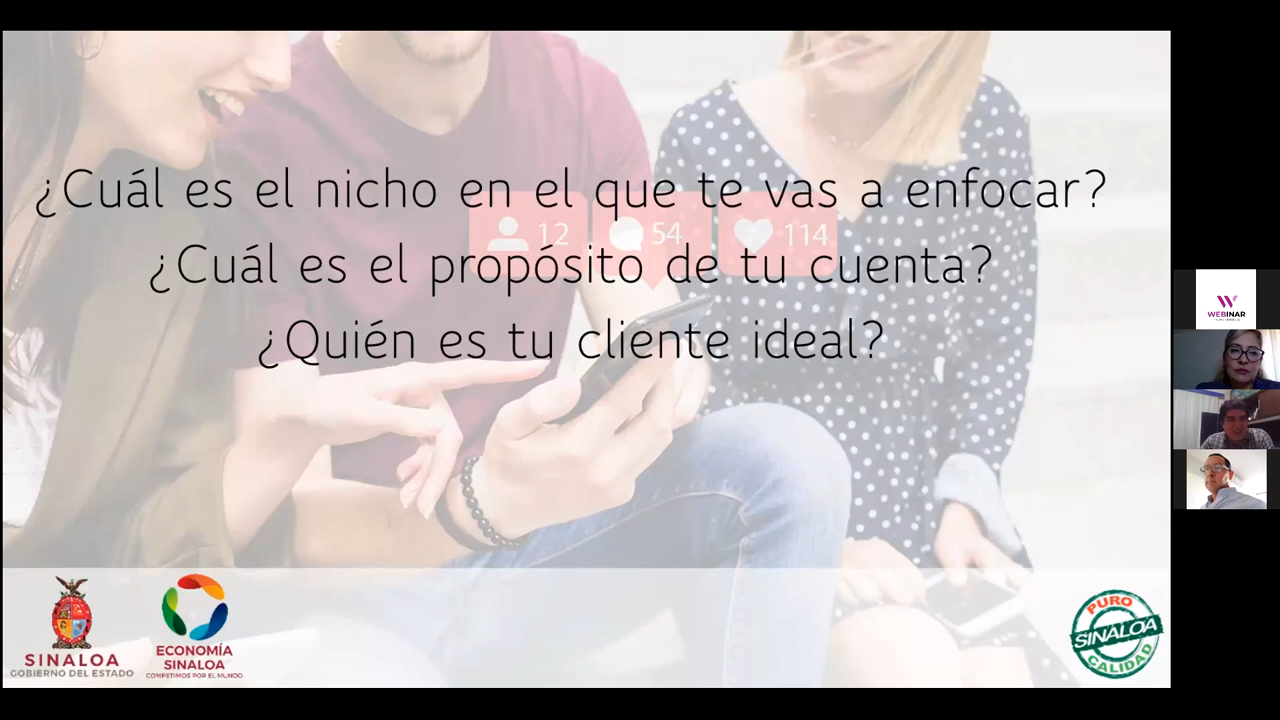 ¿Cuál es el nicho en el que te vas a enfocar?
12 54 114
¿Cuál es el propósito de tu cuenta?
¿Quién es tu cliente ideal?
WEBINAR
SINALOA
GOBIERNO DEL ESTADO
ECONOMÍA
SINALOA
COMPETIMOS POR EL MUNDO
PURO
SINALOA
CALIDAD